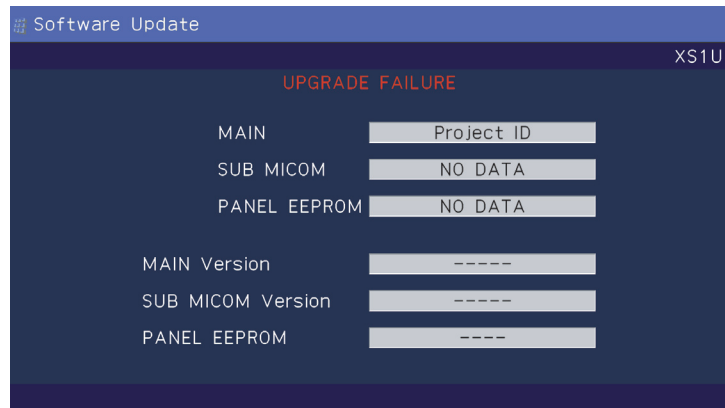 Software Update
XS1U
UPGRADE FAILURE
MAIN Project ID
SUB MICOM NO DATA
PANEL EEPROM NO DATA
MAIN Version -----
SUB MICOM Version -----
PANEL EEPROM ----